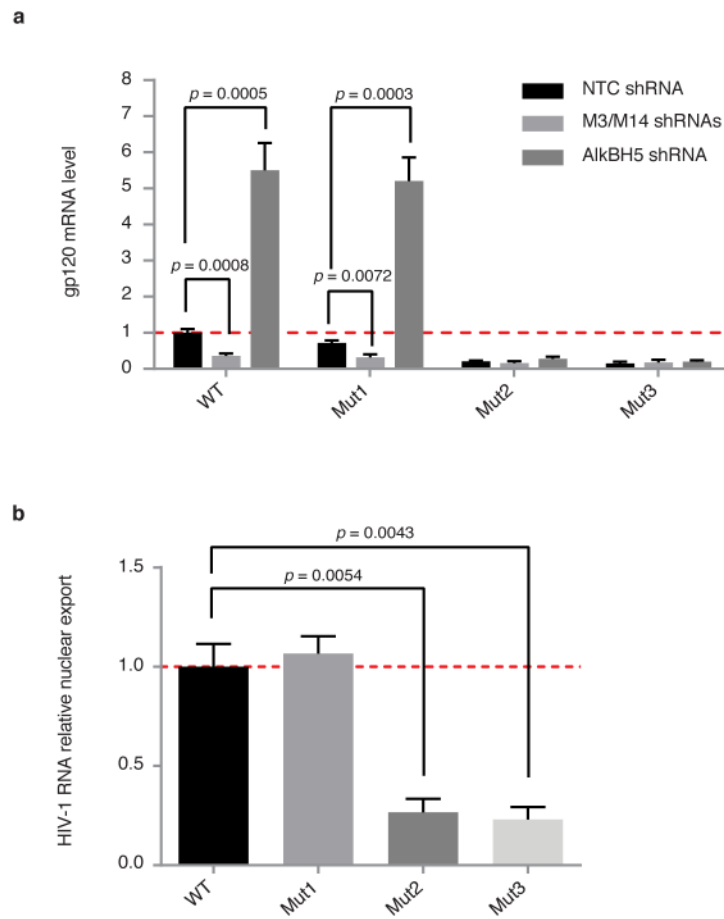 a
gp120 mRNA level
8
7
6
5
4
3
2
1
0
p = 0.0005
p = 0.0003
p = 0.0008
p = 0.0072
NTC shRNA
M3/M14 shRNAs
AlkBH5 shRNA
WT
Mut1
Mut2
Mut3
b
HIV-1 RNA relative nuclear export
1.5
1.0
0.5
0.0
p = 0.0043
p = 0.0054
WT
Mut1
Mut2
Mut3